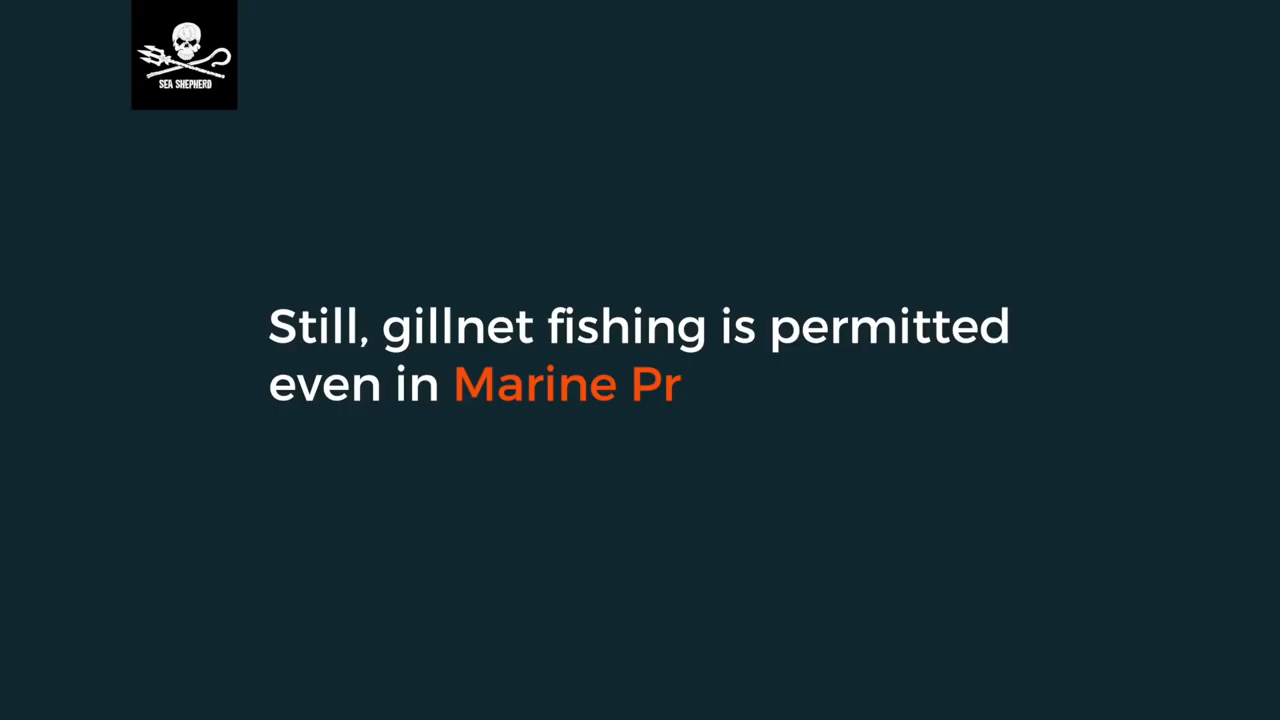 SEA SHEPHERD
Still, gillnet fishing is permitted
even in Marine Pr